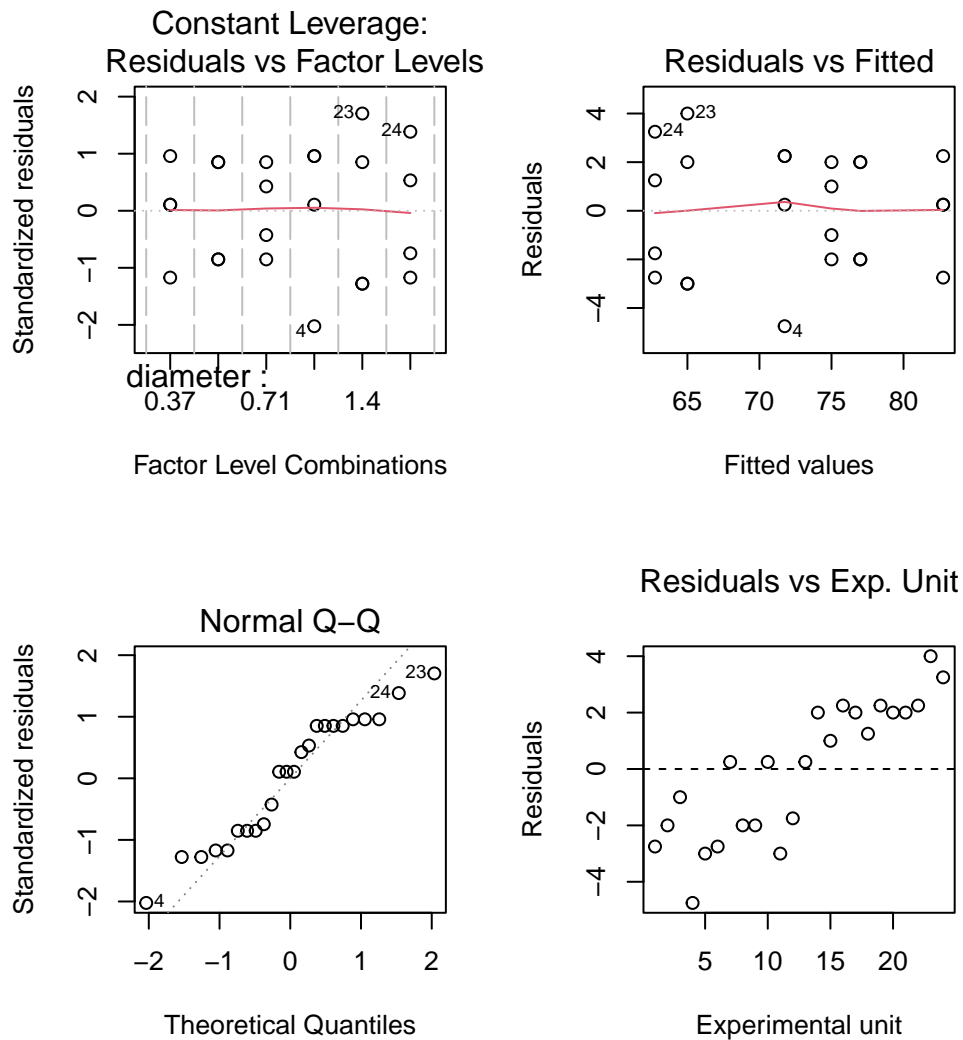 Constant Leverage:
Residuals vs Factor Levels
Standardized residuals
2
1
0
−1
−2
23
24
4
diameter :
0.37 0.71 1.4
Factor Level Combinations
Residuals vs Fitted
Residuals
4
2
0
−4
23
24
4
65 70 75 80
Fitted values
Normal Q−Q
Standardized residuals
2
1
0
−1
−2
23
24
4
−2 −1 0 1 2
Theoretical Quantiles
Residuals vs Exp. Unit
Residuals
4
2
0
−2
−4
5 10 15 20
Experimental unit